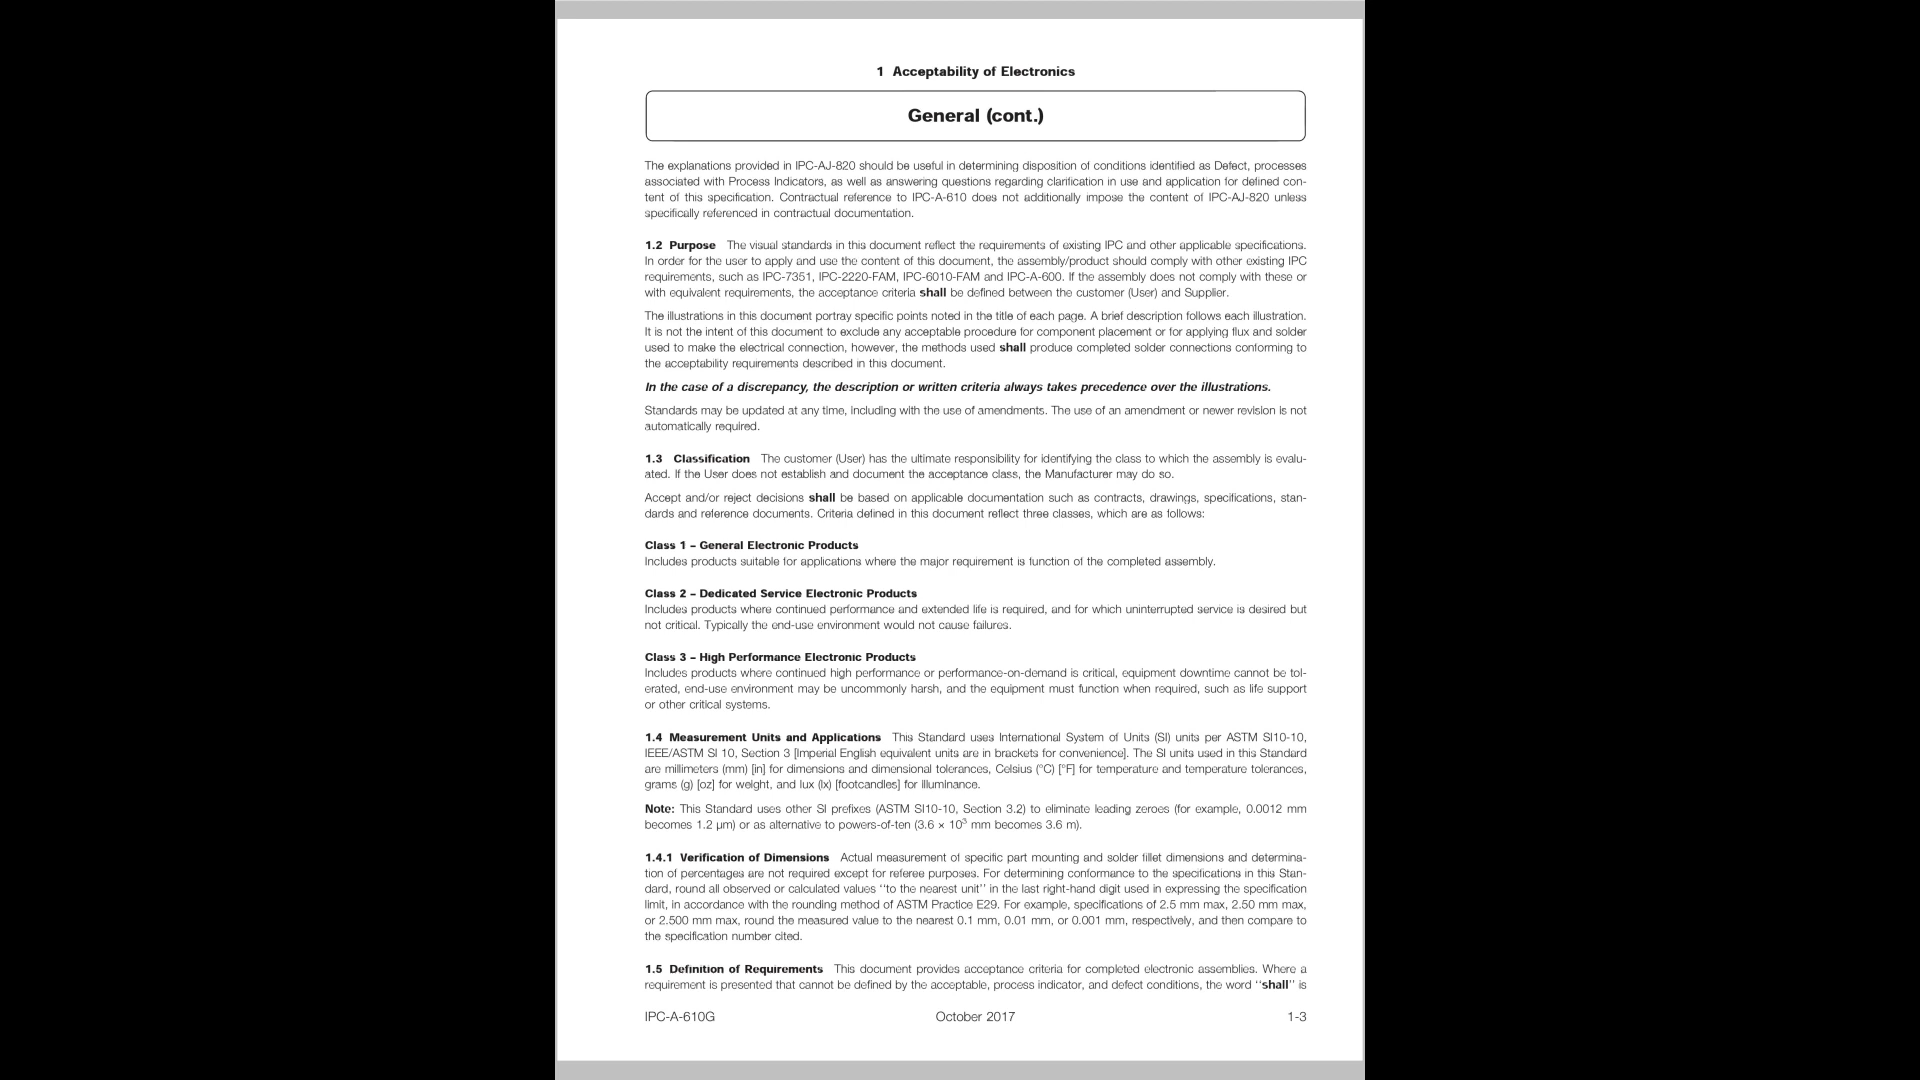 1 Acceptability of Electronics
General (cont.)
The explanations provided in IPC-AJ-820 should be useful in determining disposition of conditions identified as Defect, processes
associated with Process Indicators, as well as answering questions regarding clarification in use and application for defined con-
tent of this specification. Contractual reference to IPC-A-610 does not additionally impose the content of IPC-AJ-820 unless
specifically referenced in contractual documentation.
1.2 Purpose The visual standards in this document reflect the requirements of existing IPC and other applicable specifications.
In order for the user to apply and use the content of this document, the assembly/product should comply with other existing IPC
requirements, such as IPC-7351, IPC-2220-FAM, IPC-6010-FAM and IPC-A-600. If the assembly does not comply with these or
with equivalent requirements, the acceptance criteria shall be defined between the customer (User) and Supplier.
The illustrations in this document portray specific points noted in the title of each page. A brief description follows each illustration.
It is not the intent of this document to exclude any acceptable procedure for component placement or for applying flux and solder
used to make the electrical connection, however, the methods used shall produce completed solder connections conforming to
the acceptability requirements described in this document.
In the case of a discrepancy, the description or written criteria always takes precedence over the illustrations.
Standards may be updated at any time, including with the use of amendments. The use of an amendment or newer revision is not
automatically required.
1.3 Classification The customer (User) has the ultimate responsibility for identifying the class to which the assembly is evalu-
ated. If the User does not establish and document the acceptance class, the Manufacturer may do so.
Accept and/or reject decisions shall be based on applicable documentation such as contracts, drawings, specifications, stan-
dards and reference documents. Criteria defined in this document reflect three classes, which are as follows:
Class 1 – General Electronic Products
Includes products suitable for applications where the major requirement is function of the completed assembly.
Class 2 – Dedicated Service Electronic Products
Includes products where continued performance and extended life is required, and for which uninterrupted service is desired but
not critical. Typically the end-use environment would not cause failures.
Class 3 – High Performance Electronic Products
Includes products where continued high performance or performance-on-demand is critical, equipment downtime cannot be tol-
erated, end-use environment may be uncommonly harsh, and the equipment must function when required, such as life support
or other critical systems.
1.4 Measurement Units and Applications This Standard uses International System of Units (SI) units per ASTM SI10-10,
IEEE/ASTM SI 10, Section 3 [Imperial English equivalent units are in brackets for convenience]. The SI units used in this Standard
are millimeters (mm) [in] for dimensions and dimensional tolerances, Celsius (°C) [°F] for temperature and temperature tolerances,
grams (g) [oz] for weight, and lux (lx) [footcandles] for illuminance.
Note: This Standard uses other SI prefixes (ASTM SI10-10, Section 3.2) to eliminate leading zeroes (for example, 0.0012 mm
becomes 1.2 µm) or as alternative to powers-of-ten (3.6 × 10³ mm becomes 3.6 m).
1.4.1 Verification of Dimensions Actual measurement of specific part mounting and solder fillet dimensions and determina-
tion of percentages are not required except for referee purposes. For determining conformance to the specifications in this Stan-
dard, round all observed or calculated values ‘‘to the nearest unit’’ in the last right-hand digit used in expressing the specification
limit, in accordance with the rounding method of ASTM Practice E29. For example, specifications of 2.5 mm max, 2.50 mm max,
or 2.500 mm max, round the measured value to the nearest 0.1 mm, 0.01 mm, or 0.001 mm, respectively, and then compare to
the specification number cited.
1.5 Definition of Requirements This document provides acceptance criteria for completed electronic assemblies. Where a
requirement is presented that cannot be defined by the acceptable, process indicator, and defect conditions, the word ‘‘shall’’ is
IPC-A-610G October 2017 1-3